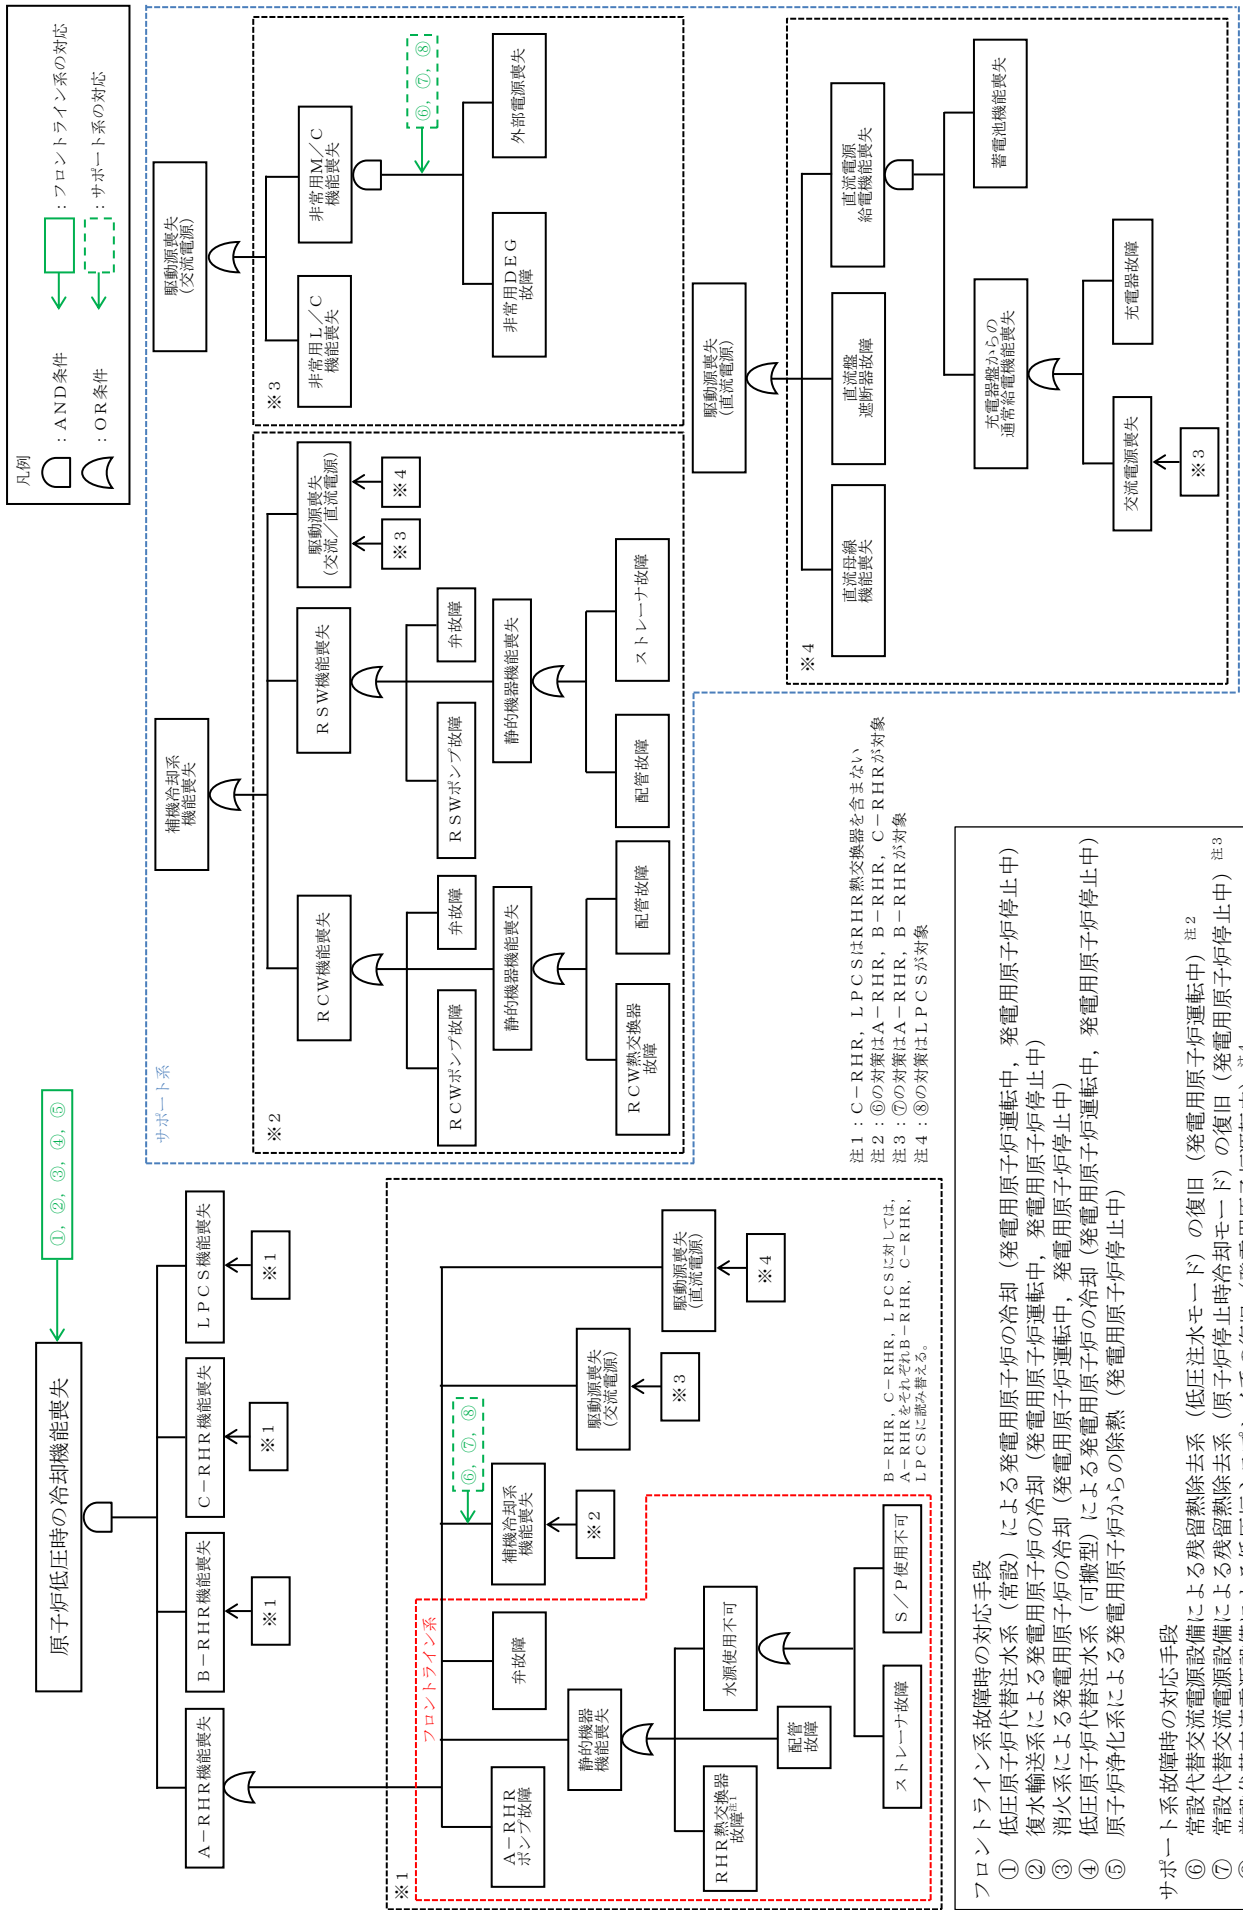 凡例
：AND条件
：OR条件
：フロントライン系の対応
：サポート系の対応
原子炉低圧時の冷却機能喪失
①，②，③，④，⑤
A－RHR機能喪失
B－RHR機能喪失
※1
C－RHR機能喪失
※1
LPCS機能喪失
※1
※1
フロントライン系
A－RHR
ポンプ故障
弁故障
静的機器
機能喪失
RHR熱交換器
故障注1
配管
故障
水源使用不可
ストレーナ故障
S／P使用不可
⑥，⑦，⑧
補機冷却系
機能喪失
※2
駆動源喪失
(交流電源)
※3
駆動源喪失
(直流電源)
※4
B－RHR，C－RHR，LPCSに対しては，
A－RHRをそれぞれB－RHR，C－RHR，
LPCSに読み替える。
サポート系
補機冷却系
機能喪失
※2
RCW機能喪失
RCWポンプ故障
弁故障
静的機器機能喪失
RCW熱交換器
故障
配管故障
RSW機能喪失
RSWポンプ故障
弁故障
静的機器機能喪失
配管故障
ストレーナ故障
駆動源喪失
(交流／直流電源)
※3
※4
駆動源喪失
(交流電源)
※3
非常用L／C
機能喪失
非常用M／C
機能喪失
⑥，⑦，⑧
非常用DEG
故障
外部電源喪失
駆動源喪失
(直流電源)
※4
直流母線
機能喪失
直流盤
遮断器故障
直流電源
給電機能喪失
充電器盤からの
通常給電機能喪失
蓄電池機能喪失
交流電源喪失
※3
充電器故障
注1：C－RHR，LPCSはRHR熱交換器を含まない
注2：⑥の対策はA－RHR，B－RHR，C－RHRが対象
注3：⑦の対策はA－RHR，B－RHRが対象
注4：⑧の対策はLPCSが対象
フロントライン系故障時の対応手段
① 低圧原子炉代替注水系（常設）による発電用原子炉の冷却（発電用原子炉運転中，発電用原子炉停止中）
② 復水輸送系による発電用原子炉の冷却（発電用原子炉運転中，発電用原子炉停止中）
③ 消火系による発電用原子炉の冷却（発電用原子炉運転中，発電用原子炉停止中）
④ 低圧原子炉代替注水系（可搬型）による発電用原子炉の冷却（発電用原子炉運転中，発電用原子炉停止中）
⑤ 原子炉浄化系による発電用原子炉からの除熱（発電用原子炉停止中）
サポート系故障時の対応手段
⑥ 常設代替交流電源設備による残留熱除去系（低圧注水モード）の復旧（発電用原子炉運転中）注2
⑦ 常設代替交流電源設備による残留熱除去系（原子炉停止時冷却モード）の復旧（発電用原子炉停止中）注3